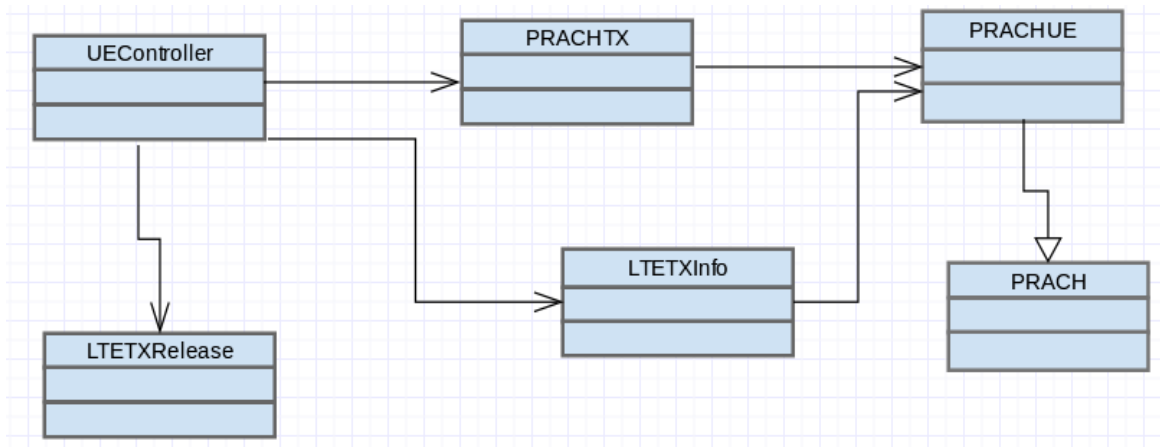 UEController
PRACHTX
PRACHUE
LTETXInfo
PRACH
LTETXRelease